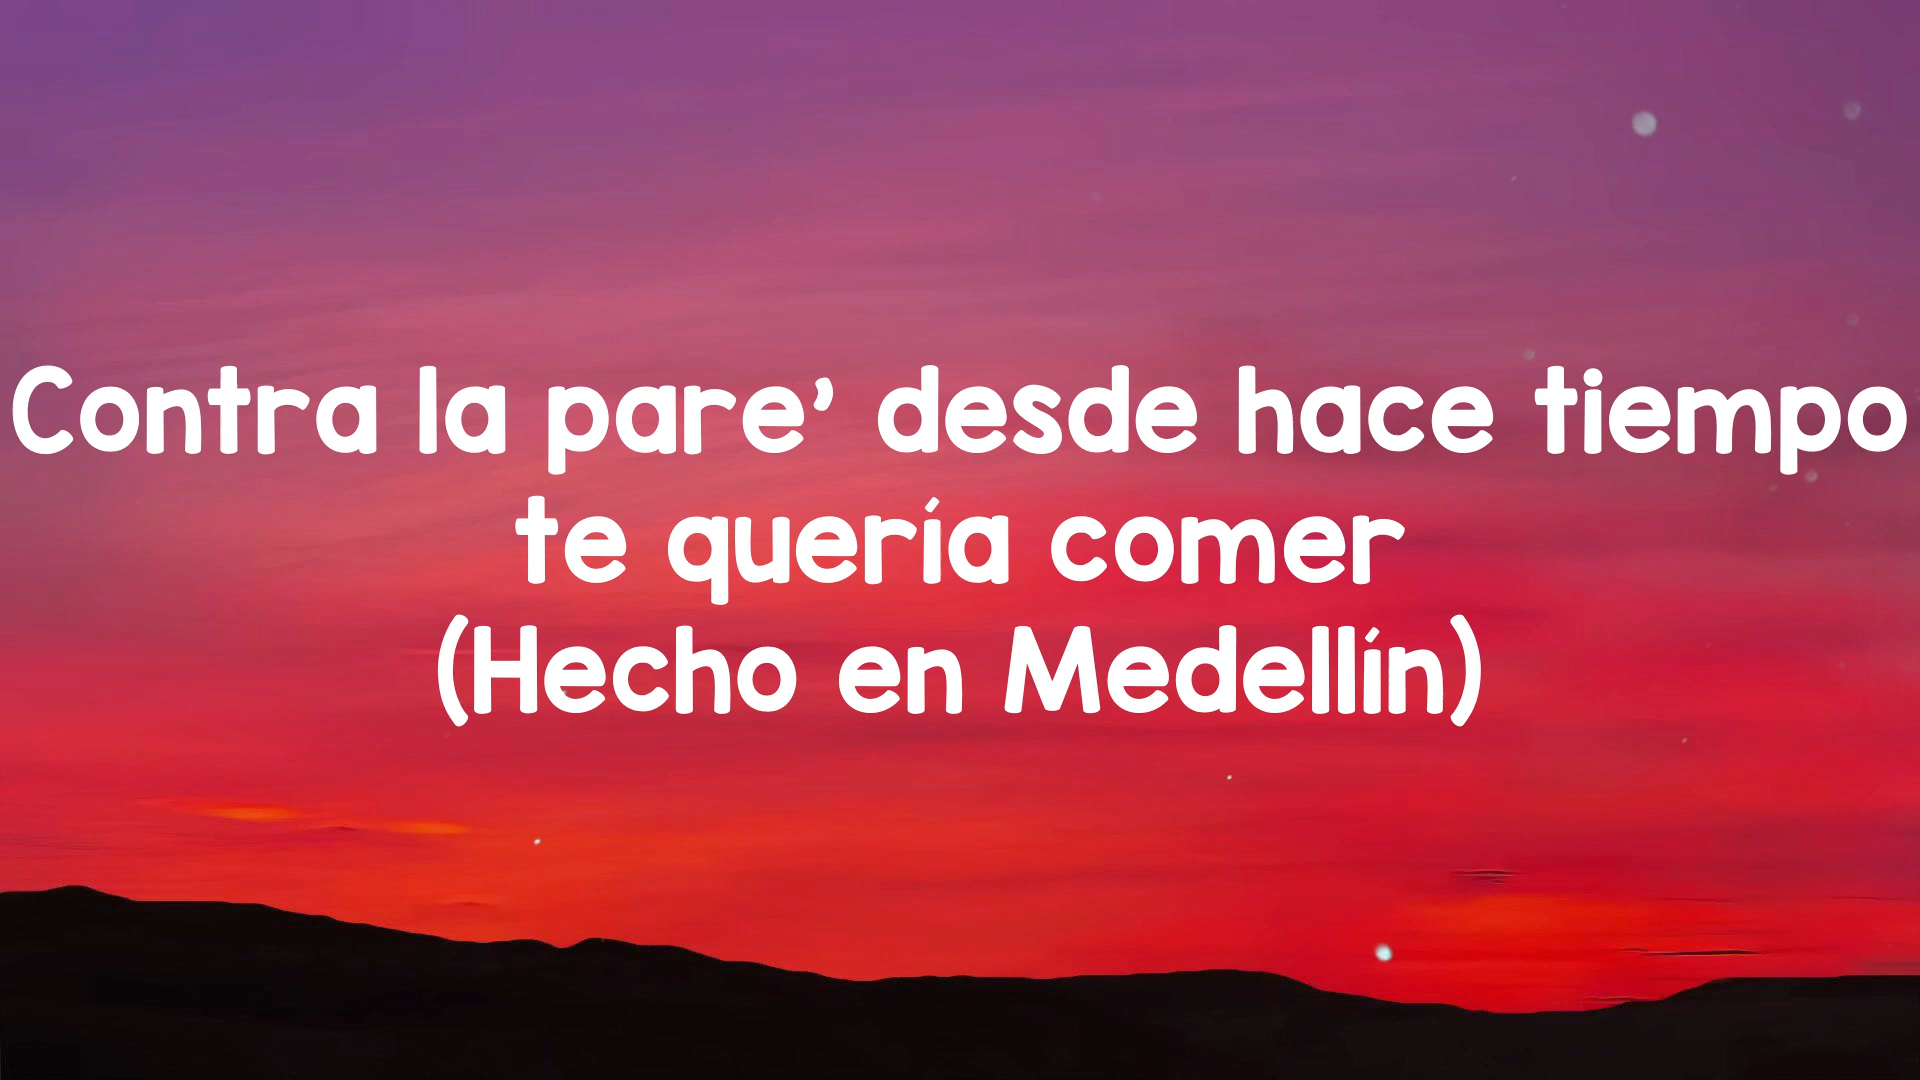 Contra la pare’ desde hace tiempo
te quería comer
(Hecho en Medellín)